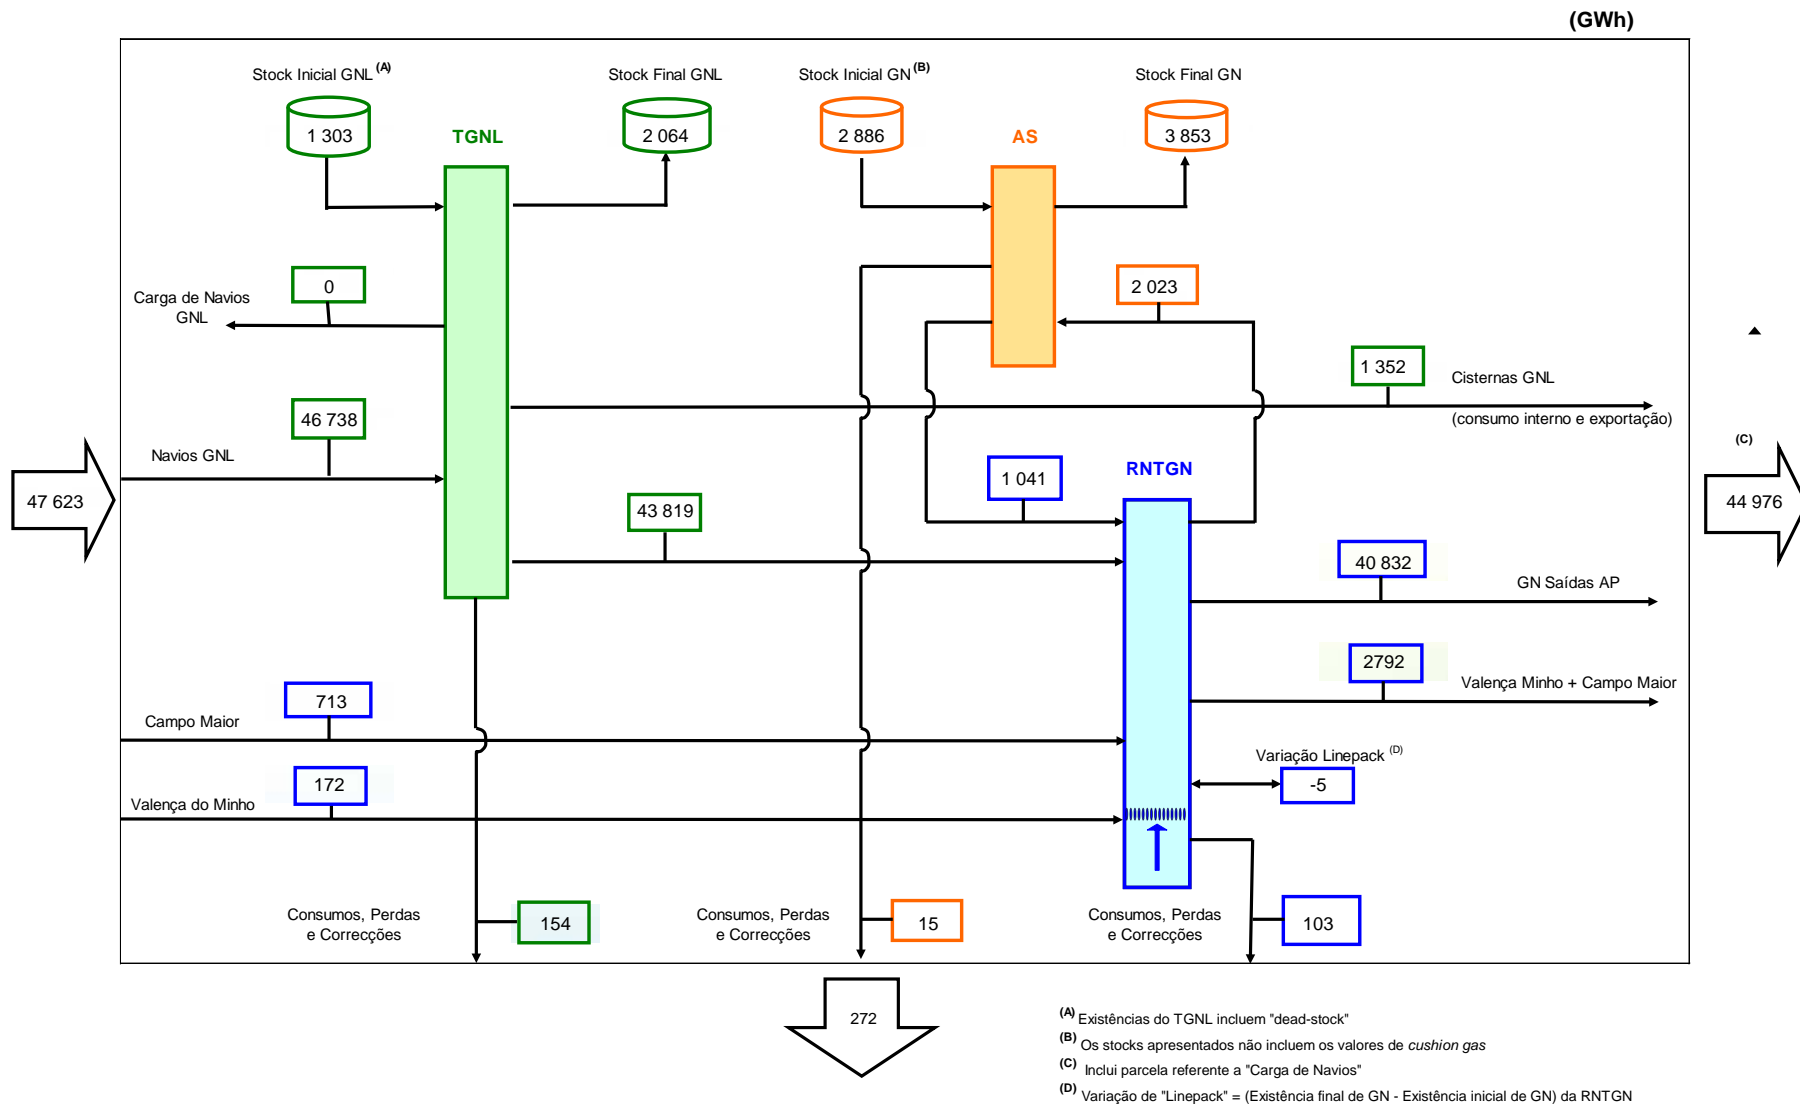 (GWh)
Stock Inicial GNL (A)
Stock Final GNL
Stock Inicial GN (B)
Stock Final GN
1 303
TGNL
2 064
2 886
AS
3 853
0
Carga de Navios
GNL
2 023
1 352
Cisternas GNL
(consumo interno e exportação)
46 738
Navios GNL
47 623
(C)
44 976
1 041
RNTGN
43 819
40 832
GN Saídas AP
2792
Valença Minho + Campo Maior
713
Campo Maior
Variação Linepack (D)
-5
172
Valença do Minho
Consumos, Perdas
e Correcções
154
Consumos, Perdas
e Correcções
15
Consumos, Perdas
e Correcções
103
272
(A) Existências do TGNL incluem "dead-stock"
(B) Os stocks apresentados não incluem os valores de cushion gas
(C) Inclui parcela referente a "Carga de Navios"
(D) Variação de "Linepack" = (Existência final de GN - Existência inicial de GN) da RNTGN